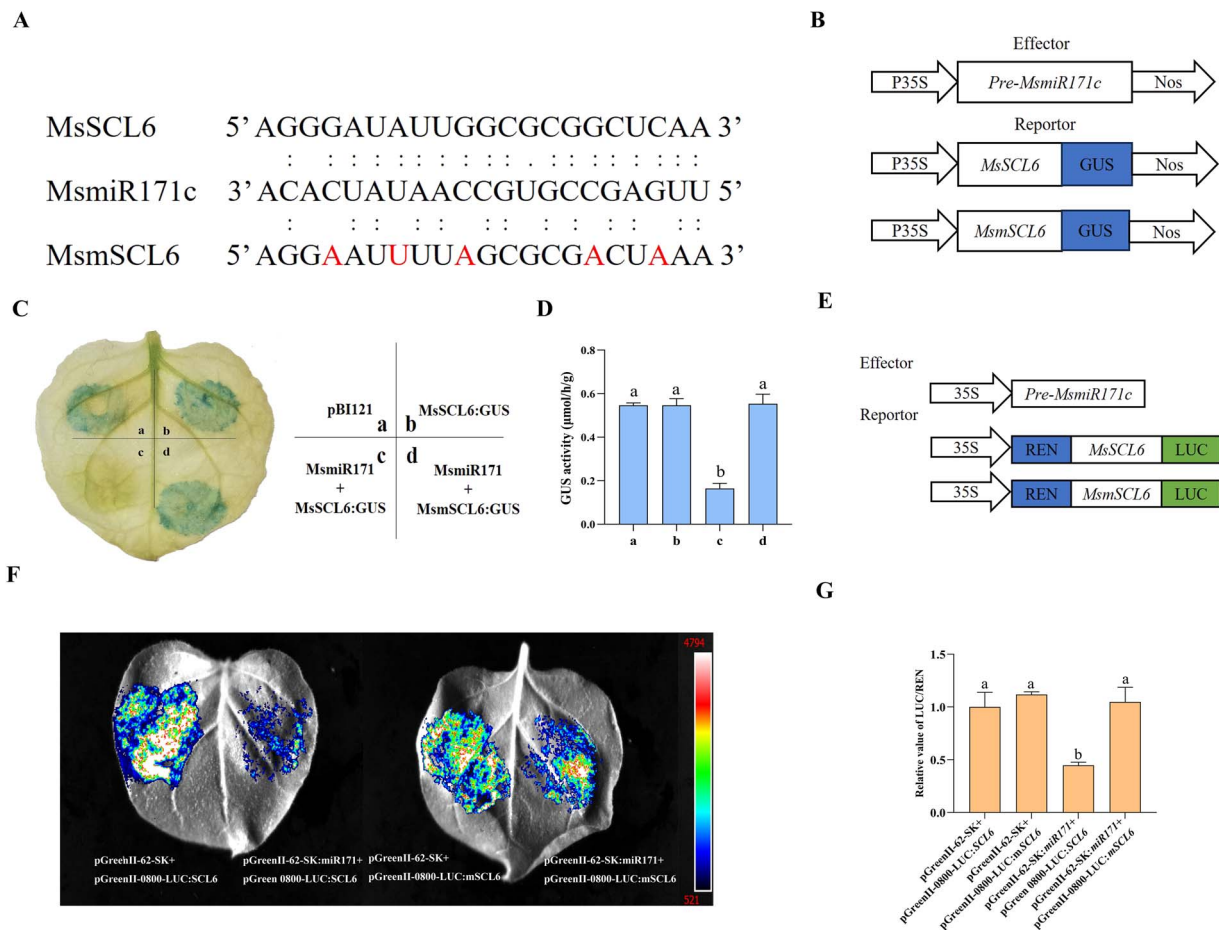 A
MsSCL6 5’ AGGGAUAUUGGCGCGGCUCAA 3’
: : : : : : : : : : : : : : : : : : :
MsmiR171c 3’ ACACUAUAACCGUGCCGAGUU 5’
: : : : : : : : : : : : : :
MsmSCL6 5’ AGGAAUUUUAGCGCGACUAAA 3’
B
Effector
P35S Pre-MsmiR171c Nos
Reportor
P35S MsSCL6 GUS Nos
P35S MsmSCL6 GUS Nos
C
a b
c d
pBI121 MsSCL6:GUS
a b
c d
MsmiR171 MsmiR171
+ +
MsSCL6:GUS MsmSCL6:GUS
D
GUS activity (μmol/h/g)
0.8
0.6
0.4
0.2
0.0
a a b a
a b c d
E
Effector
35S Pre-MsmiR171c
Reportor
35S REN MsSCL6 LUC
35S REN MsmSCL6 LUC
F
4794
521
pGreenII-62-SK+ pGreenII-62-SK:miR171+ pGreenII-62-SK+ pGreenII-62-SK:miR171+
pGreenII-0800-LUC:SCL6 pGreen 0800-LUC:SCL6 pGreenII-0800-LUC:mSCL6 pGreenII-0800-LUC:mSCL6
G
Relative value of LUC/REN
1.5
1.0
0.5
0.0
a a b a
pGreenII-62-SK+
pGreenII-0800-LUC:SCL6
pGreenII-62-SK+
pGreenII-0800-LUC:mSCL6
pGreenII-62-SK:miR171+
pGreen 0800-LUC:SCL6
pGreenII-62-SK:miR171+
pGreenII-0800-LUC:mSCL6